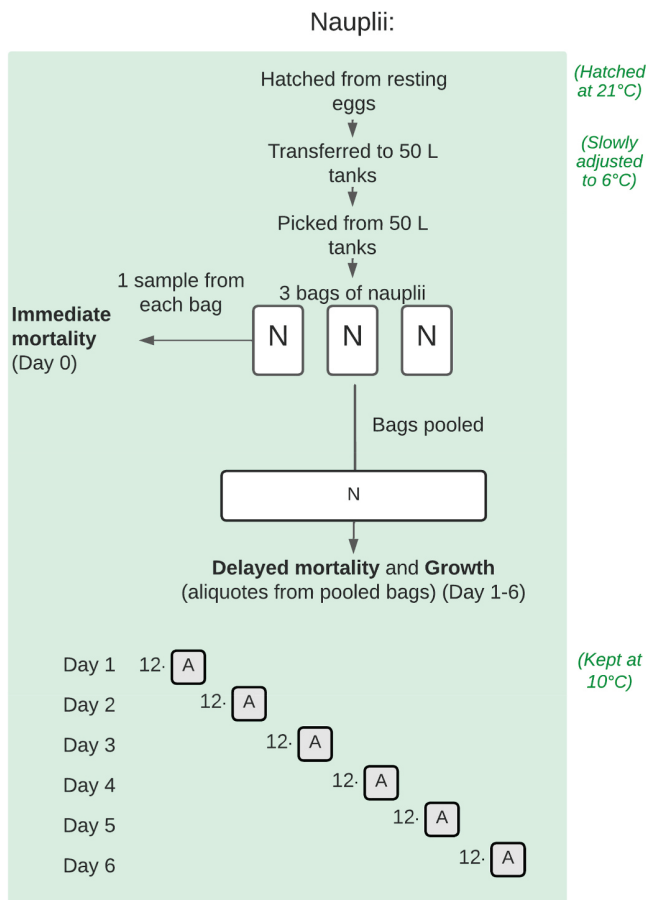 Nauplii:
Hatched from resting
eggs
(Hatched
at 21°C)
Transferred to 50 L
tanks
(Slowly
adjusted
to 6°C)
Picked from 50 L
tanks
1 sample from
each bag
3 bags of nauplii
Immediate
mortality
(Day 0)
N N N
Bags pooled
N
Delayed mortality and Growth
(aliquotes from pooled bags) (Day 1-6)
Day 1 12· A
(Kept at
10°C)
Day 2 12· A
Day 3 12· A
Day 4 12· A
Day 5 12· A
Day 6 12· A